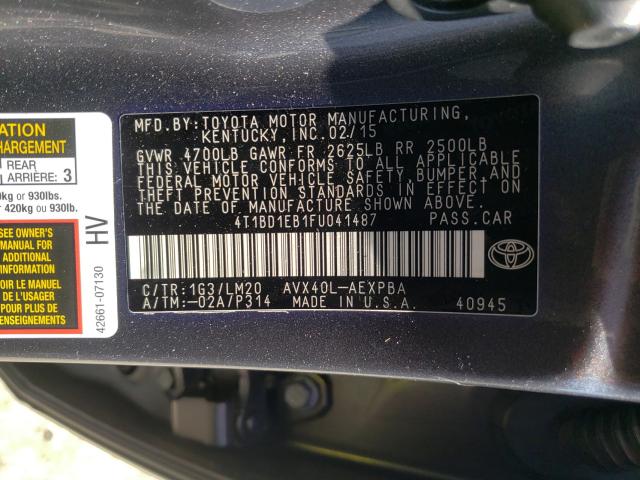 ATION
HARGEMENT
REAR
ARRIÈRE: 3
kg or 930lbs.
r 420kg ou 930lb.
SEE OWNER'S
MANUAL FOR
VOIR LE MANUEL
DE L'USAGER
POUR PLUS DE
RENSEIGNEMENTS
HV
42661-07130
MFD.BY:TOYOTA MOTOR MANUFACTURING,
KENTUCKY, INC.02/15
GVWR 4700LB GAWR FR 2625LB RR 2500LB
THIS VEHICLE CONFORMS TO ALL APPLICABLE
FEDERAL MOTOR VEHICLE SAFETY, BUMPER, AND
THEFT PREVENTION STANDARDS IN EFFECT ON
THE DATE OF MANUFACTURE SHOWN ABOVE.
4T1BD1EB1FU041487 PASS.CAR
C/TR:1G3/LM20 AVX40L-AEXPBA
A/TM:-02A/P314 MADE IN U.S.A. 40945